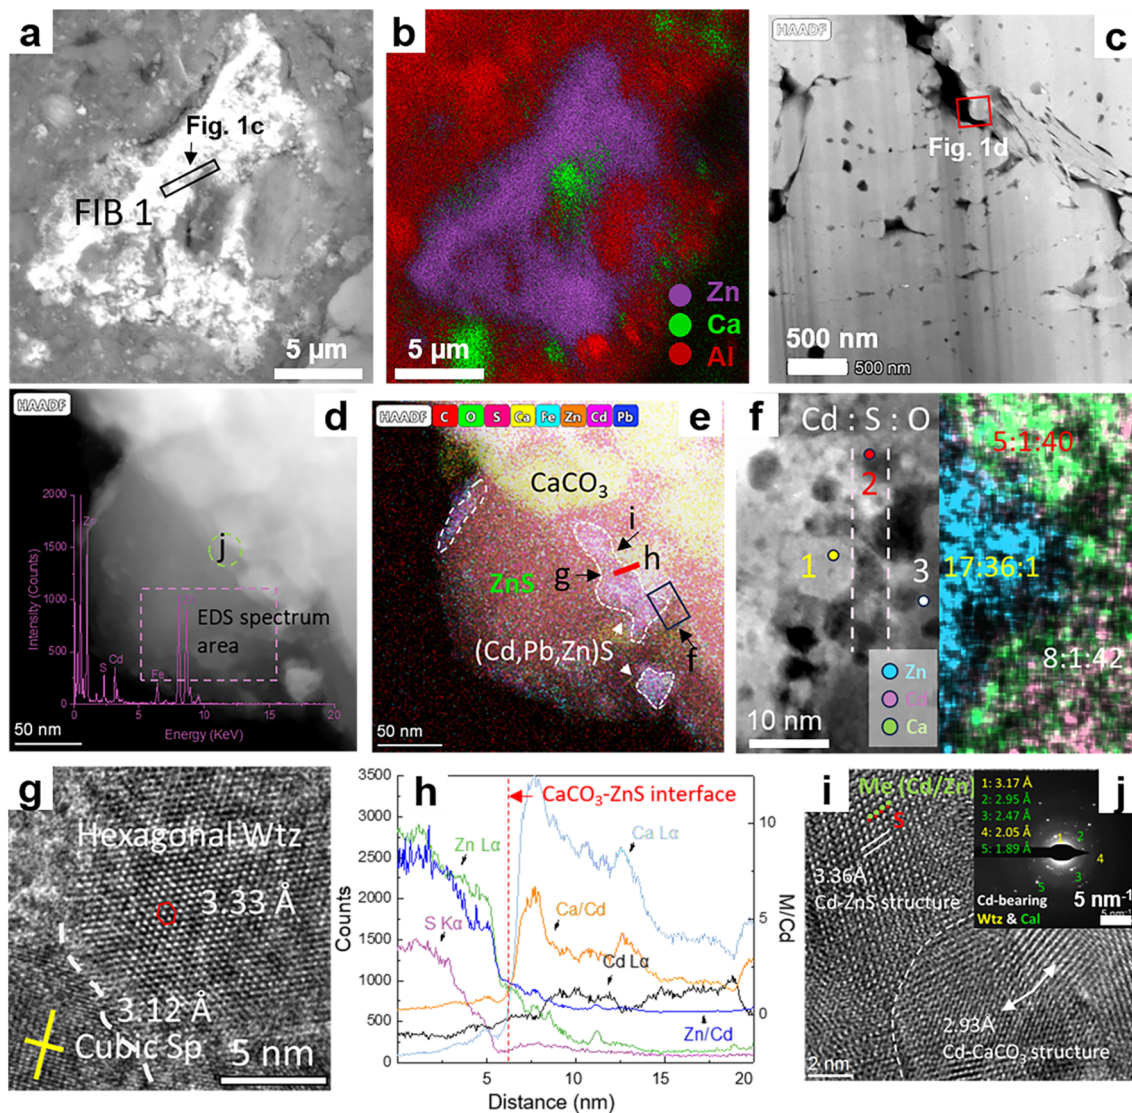 a
Fig. 1c
FIB 1
5 μm
b
Zn
Ca
Al
5 μm
HAADF
c
Fig. 1d
500 nm
500 nm
HAADF
d
2000
1500
1000
500
0
Intensity (Counts)
Zn
S
Cd
Fe
j
EDS spectrum
area
0
5
10
15
20
Energy (KeV)
50 nm
HAADF C O S Ca Fe Zn Cd Pb
e
CaCO3
i
g
h
ZnS
(Cd,Pb,Zn)S
f
50 nm
f
Cd : S : O
2
1
3
5:1:40
17:36:1
8:1:42
Zn
Cd
Ca
10 nm
g
Hexagonal Wtz
3.33 Å
3.12 Å
Cubic Sp
5 nm
h
3500
3000
2500
2000
1500
1000
500
0
Counts
CaCO3-ZnS interface
Zn Lα
Ca Lα
S Kα
Ca/Cd
Cd Lα
Zn/Cd
10
5
0
M/Cd
5
10
15
20
Distance (nm)
i
Me (Cd/Zn)
S
3.36Å
Cd-ZnS structure
2.93Å
Cd-CaCO3 structure
2 nm
j
1: 3.17 Å
2: 2.95 Å
3: 2.47 Å
4: 2.05 Å
5: 1.89 Å
1
2
4
3
5
Cd-bearing
Wtz & Cal
5 nm-1
5 nm-1